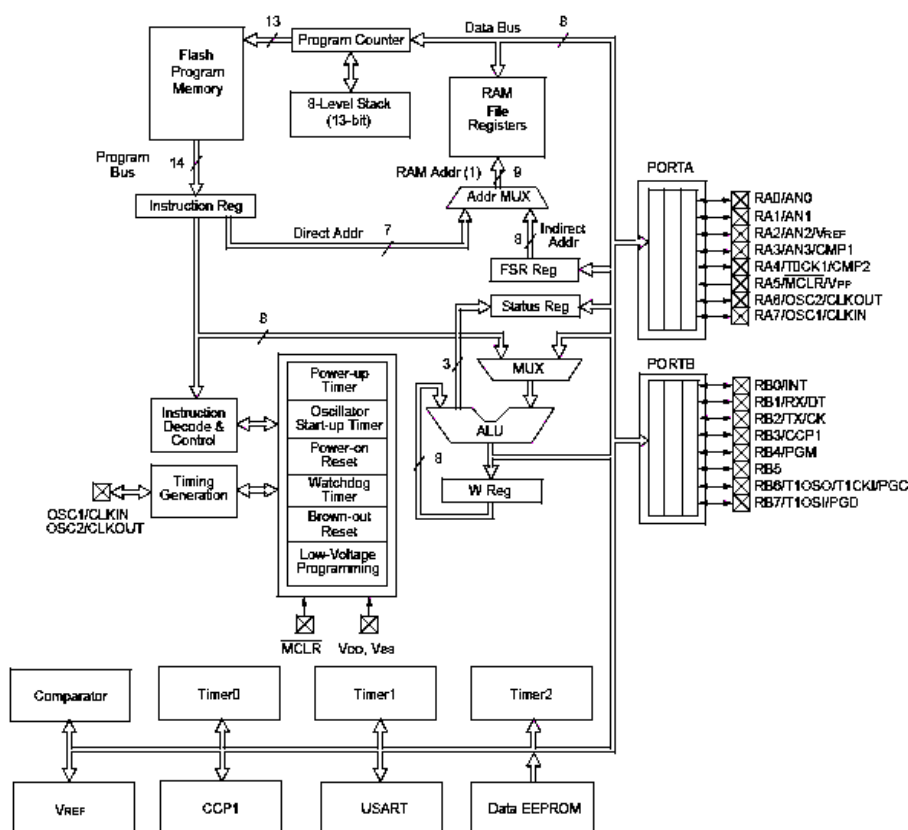 13
Data Bus
8
Program Counter
Flash
Program
Memory
8-Level Stack
(13-bit)
RAM
File
Registers
Program
Bus
14
RAM Addr (1)
9
PORTA
Addr MUX
Instruction Reg
Direct Addr
7
8
Indirect
Addr
FSR Reg
Status Reg
RA0/AN0
RA1/AN1
RA2/AN2/VREF
RA3/AN3/CMP1
RA4/T0CK1/CMP2
RA5/MCLR/VPP
RA6/OSC2/CLKOUT
RA7/OSC1/CLKIN
8
3
MUX
PORTB
Power-up
Timer
Oscillator
Start-up Timer
Power-on
Reset
Watchdog
Timer
Brown-out
Reset
Low-Voltage
Programming
Instruction
Decode &
Control
ALU
8
W Reg
Timing
Generation
OSC1/CLKIN
OSC2/CLKOUT
RB0/INT
RB1/RX/DT
RB2/TX/CK
RB3/CCP1
RB4/PGM
RB5
RB6/T1OSO/T1CKI/PGC
RB7/T1OSI/PGD
MCLR
VDD, VSS
Comparator
Timer0
Timer1
Timer2
VREF
CCP1
USART
Data EEPROM